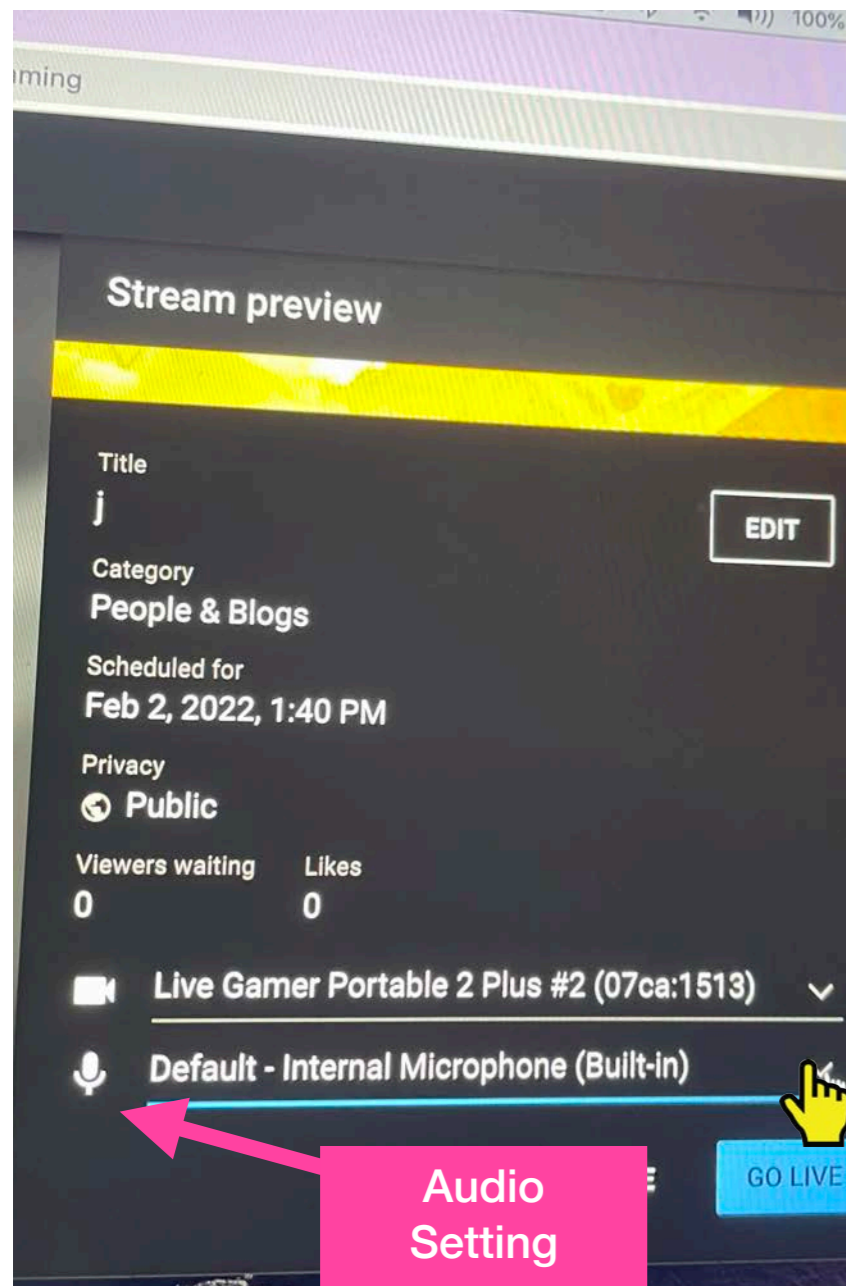 100%
Stream preview
Title
j
EDIT
Category
People & Blogs
Scheduled for
Feb 2, 2022, 1:40 PM
Privacy
Public
Viewers waiting Likes
0 0
Live Gamer Portable 2 Plus #2 (07ca:1513)
Default - Internal Microphone (Built-in)
GO LIVE
Audio
Setting